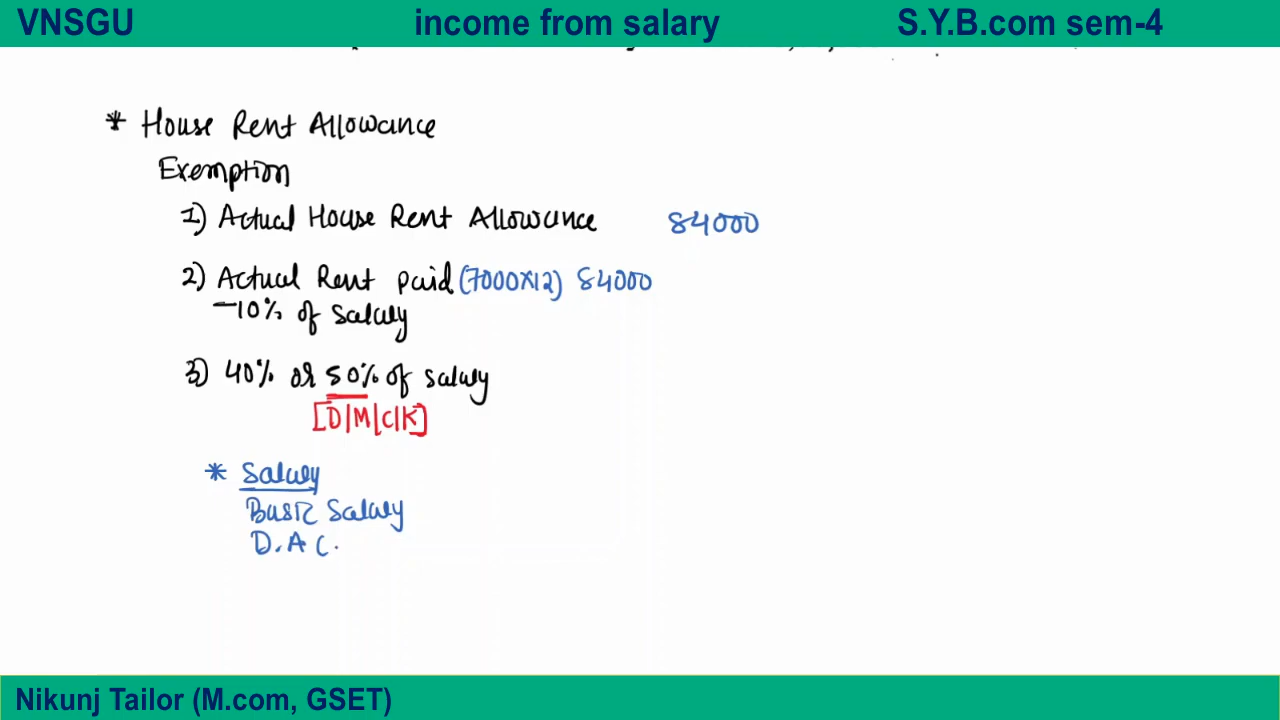 VNSGU income from salary S.Y.B.com sem-4
* House Rent Allowance
Exemption
1) Actual House Rent Allowance 84000
2) Actual Rent paid (7000x12) 84000
-10% of salary
3) 40% or 50% of salary
[D|M|C|K]
* Salary
Basic Salary
D.A (.
Nikunj Tailor (M.com, GSET)